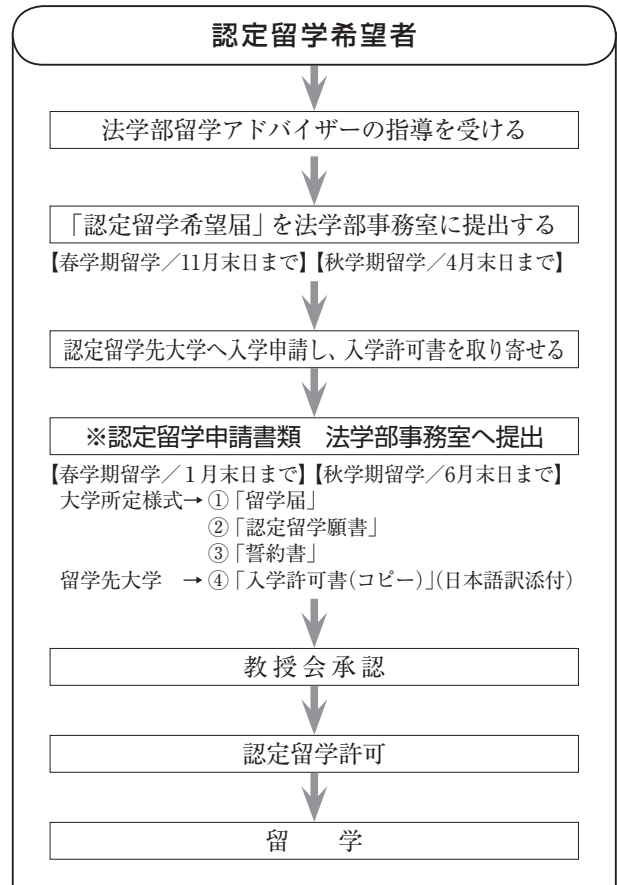 認定留学希望者
法学部留学アドバイザーの指導を受ける
「認定留学希望届」を法学部事務室に提出する
【春学期留学／11月末日まで】【秋学期留学／4月末日まで】
認定留学先大学へ入学申請し、入学許可書を取り寄せる
※認定留学申請書類　法学部事務室へ提出
【春学期留学／１月末日まで】【秋学期留学／6月末日まで】
大学所定様式→①「留学届」
②「認定留学願書」
③「誓約書」
留学先大学　→④「入学許可書(コピー)」(日本語訳添付)
教授会承認
認定留学許可
留　学